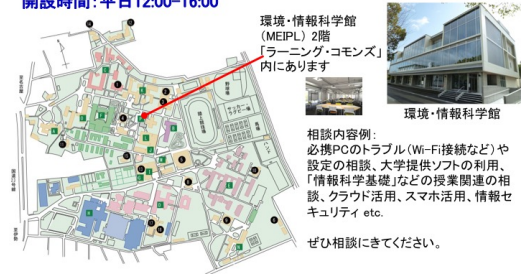 開設時間：平日12:00-16:00
環境・情報科学館
(MEIPL) 2階
「ラーニング・コモンズ」
内にあります
環境・情報科学館
相談内容例：
必携PCのトラブル(Wi-Fi接続など)や
設定の相談、大学提供ソフトの利用、
「情報科学基礎」などの授業関連の相
談、クラウド活用、スマホ活用、情報セ
キュリティ etc.
ぜひ相談にきてください。